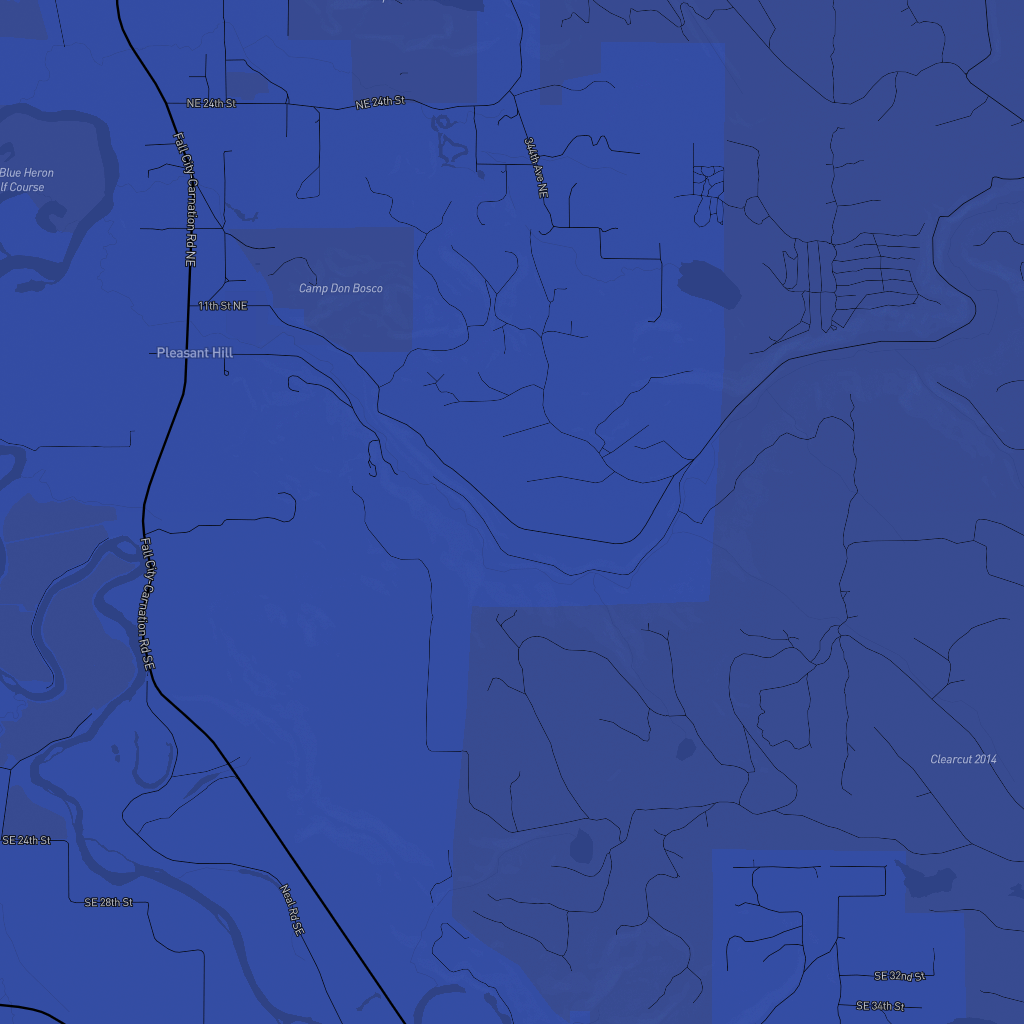 NE 24th St
NE 24th St
Fall City-Carnation Rd NE
344th Ave NE
Blue Heron
lf Course
Camp Don Bosco
11th St NE
Pleasant Hill
Fall City-Carnation Rd SE
Clearcut 2014
SE 24th St
SE 28th St
Neal Rd SE
SE 32nd St
SE 34th St